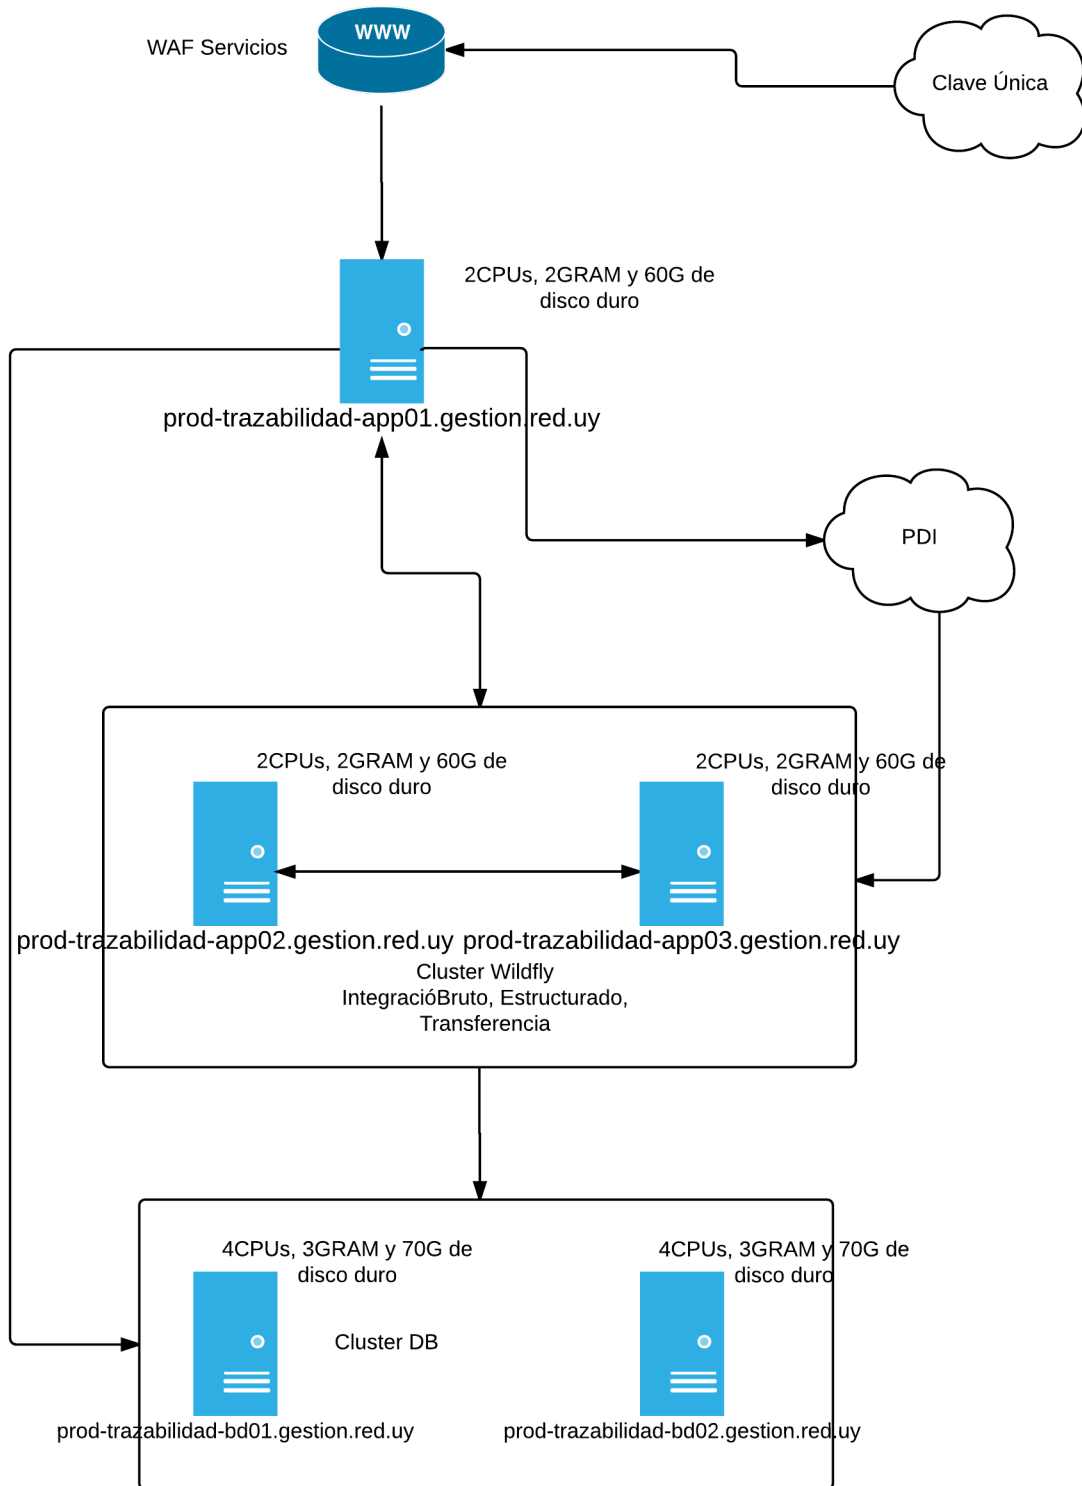 WWW
WAF Servicios
Clave Única
2CPUs, 2GRAM y 60G de
disco duro
prod-trazabilidad-app01.gestion.red.uy
PDI
2CPUs, 2GRAM y 60G de
disco duro
2CPUs, 2GRAM y 60G de
disco duro
prod-trazabilidad-app02.gestion.red.uy
prod-trazabilidad-app03.gestion.red.uy
Cluster Wildfly
IntegracióBruto, Estructurado,
Transferencia
4CPUs, 3GRAM y 70G de
disco duro
4CPUs, 3GRAM y 70G de
disco duro
Cluster DB
prod-trazabilidad-bd01.gestion.red.uy
prod-trazabilidad-bd02.gestion.red.uy